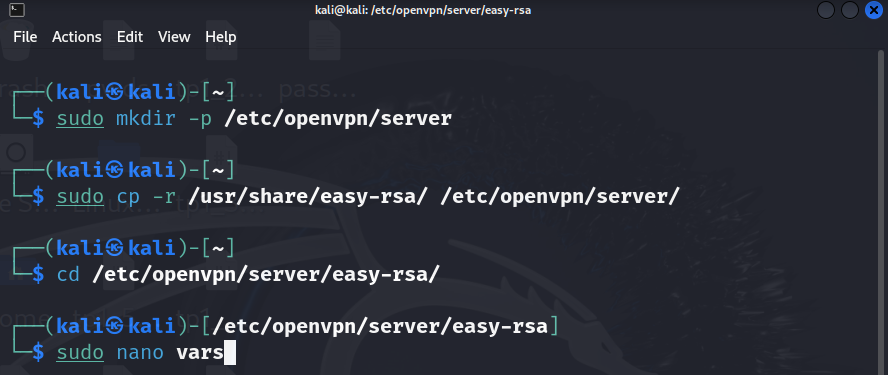 kali@kali: /etc/openvpn/server/easy-rsa
File Actions Edit View Help
┌──(kali㉿kali)-[~]
└─$ sudo mkdir -p /etc/openvpn/server
┌──(kali㉿kali)-[~]
└─$ sudo cp -r /usr/share/easy-rsa/ /etc/openvpn/server/
┌──(kali㉿kali)-[~]
└─$ cd /etc/openvpn/server/easy-rsa/
┌──(kali㉿kali)-[/etc/openvpn/server/easy-rsa]
└─$ sudo nano vars